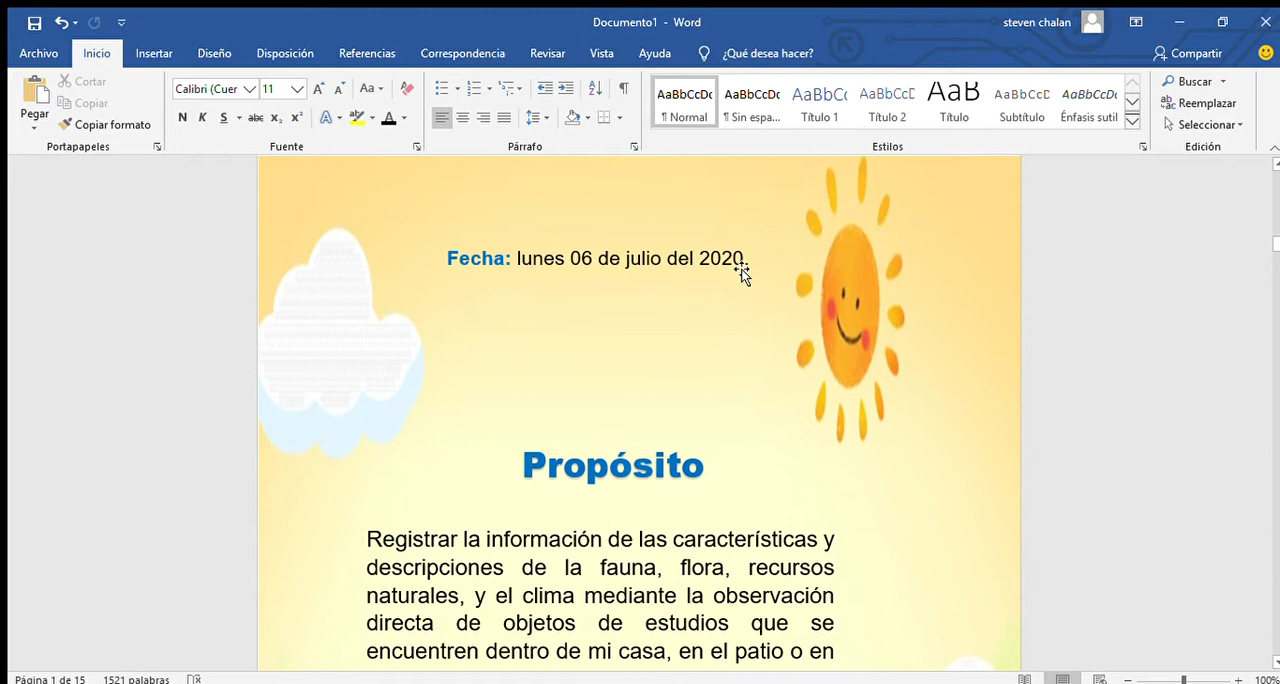 Documento1 - Word
steven chalan
Archivo Inicio Insertar Diseño Disposición Referencias Correspondencia Revisar Vista Ayuda ¿Qué desea hacer? Compartir
Pegar
Cortar
Copiar
Copiar formato
Portapapeles
Calibri (Cuer 11 Aa
N K S abc x₂ x² A A
Fuente
Párrafo
AaBbCcDc AaBbCcDc AaBbCc AaBbCcD AaB AaBbCcD AaBbCcDc
¶ Normal ¶ Sin espa... Título 1 Título 2 Título Subtítulo Énfasis sutil
Estilos
Buscar
Reemplazar
Seleccionar
Edición
Fecha: lunes 06 de julio del 2020.
Propósito
Registrar la información de las características y
descripciones de la fauna, flora, recursos
naturales, y el clima mediante la observación
directa de objetos de estudios que se
encuentren dentro de mi casa, en el patio o en
Página 1 de 15 1521 palabras 100%